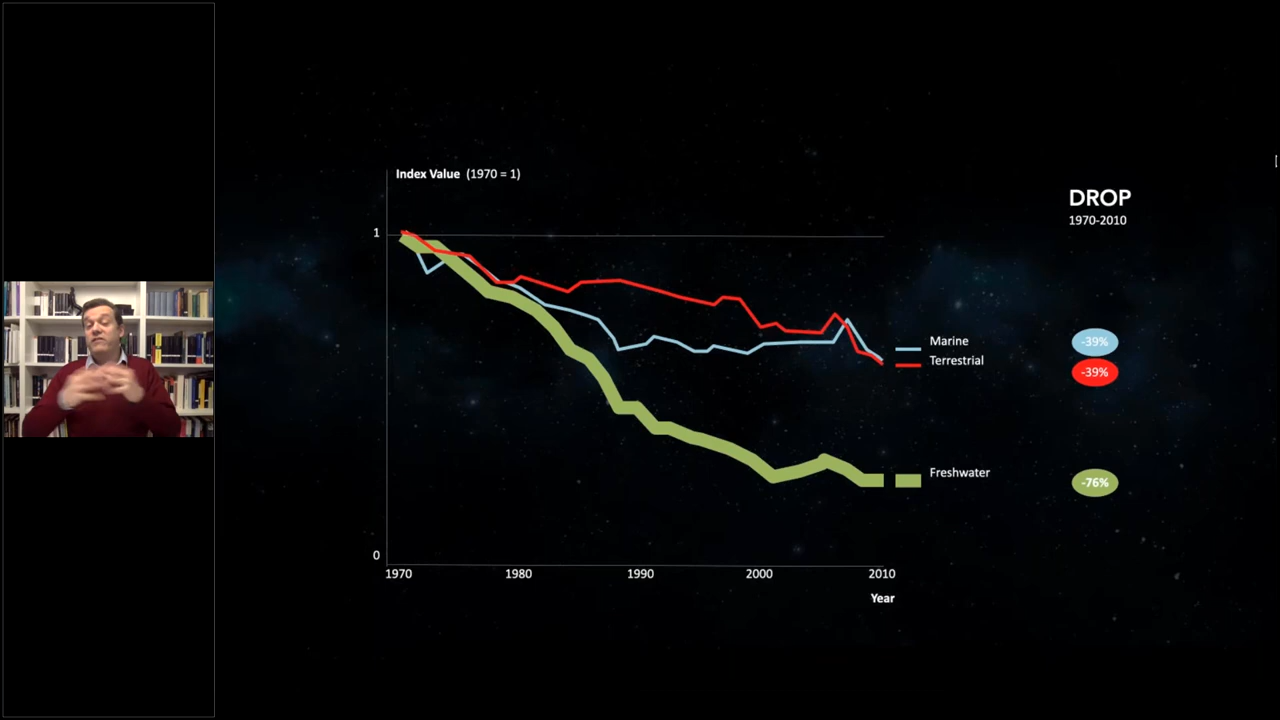 Index Value (1970 = 1)
DROP
1970-2010
1
Marine
-39%
Terrestrial
-39%
Freshwater
-76%
0
1970
1980
1990
2000
2010
Year